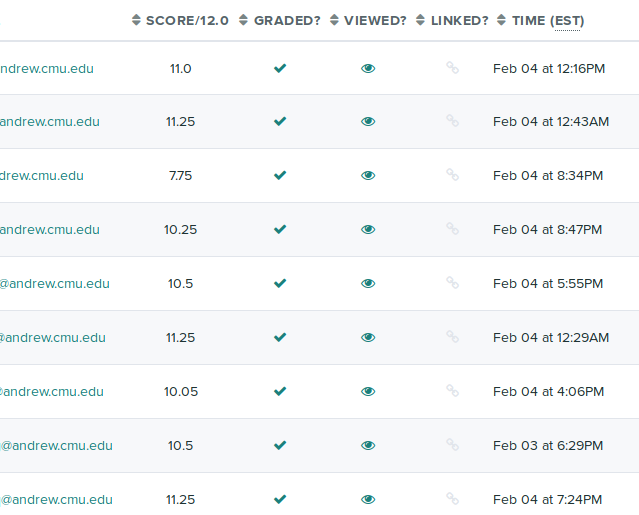 SCORE/12.0 GRADED? VIEWED? LINKED? TIME (EST)
ndrew.cmu.edu 11.0 Feb 04 at 12:16PM
andrew.cmu.edu 11.25 Feb 04 at 12:43AM
drew.cmu.edu 7.75 Feb 04 at 8:34PM
andrew.cmu.edu 10.25 Feb 04 at 8:47PM
@andrew.cmu.edu 10.5 Feb 04 at 5:55PM
@andrew.cmu.edu 11.25 Feb 04 at 12:29AM
@andrew.cmu.edu 10.05 Feb 04 at 4:06PM
@andrew.cmu.edu 10.5 Feb 03 at 6:29PM
@andrew.cmu.edu 11.25 Feb 04 at 7:24PM